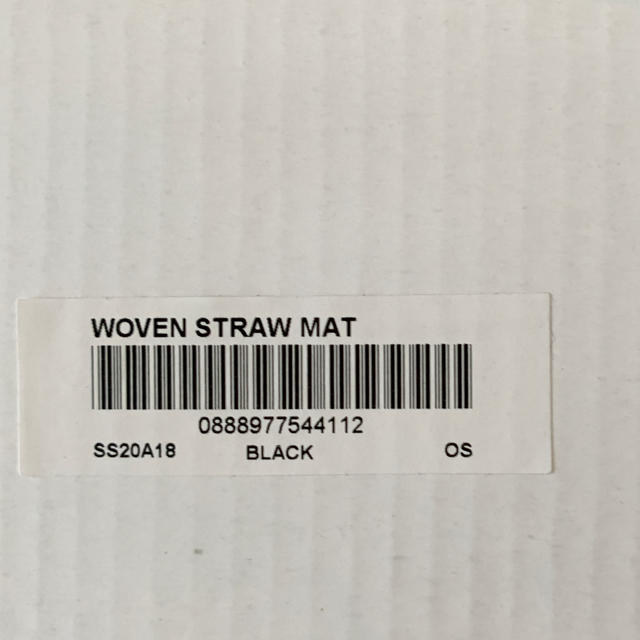 WOVEN STRAW MAT
0888977544112
SS20A18 BLACK OS